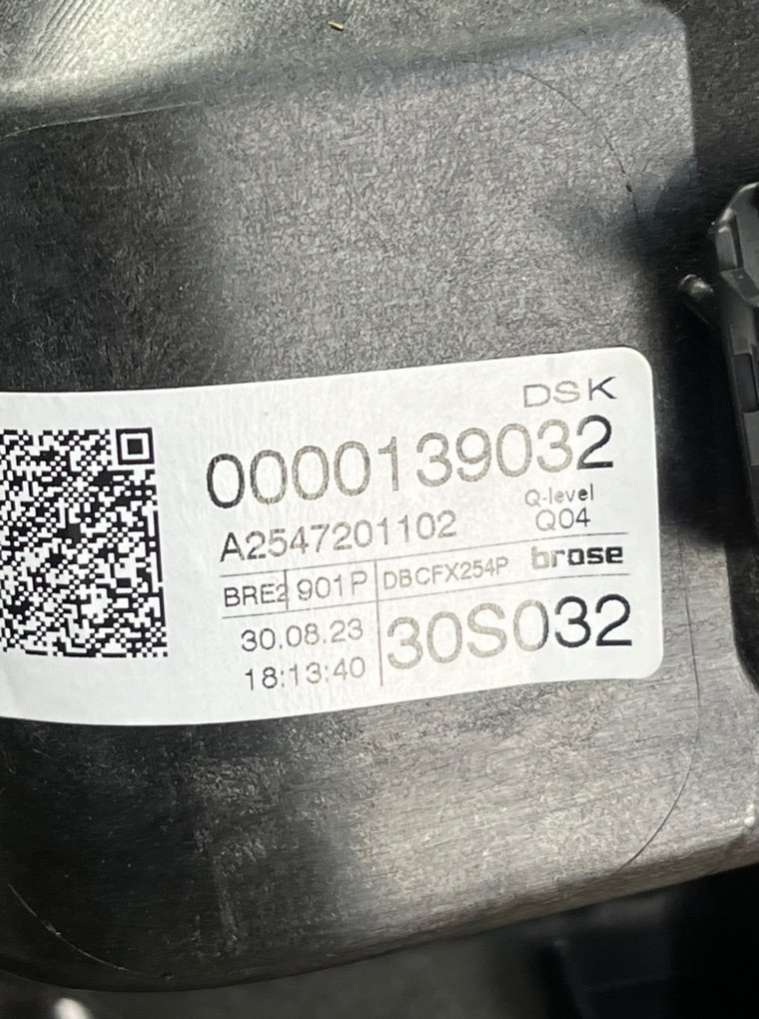 DSK
0000139032
A2547201102
Q-level
Q04
BRE2 901P DBCFX254P brose
30.08.23
18:13:40
30S032